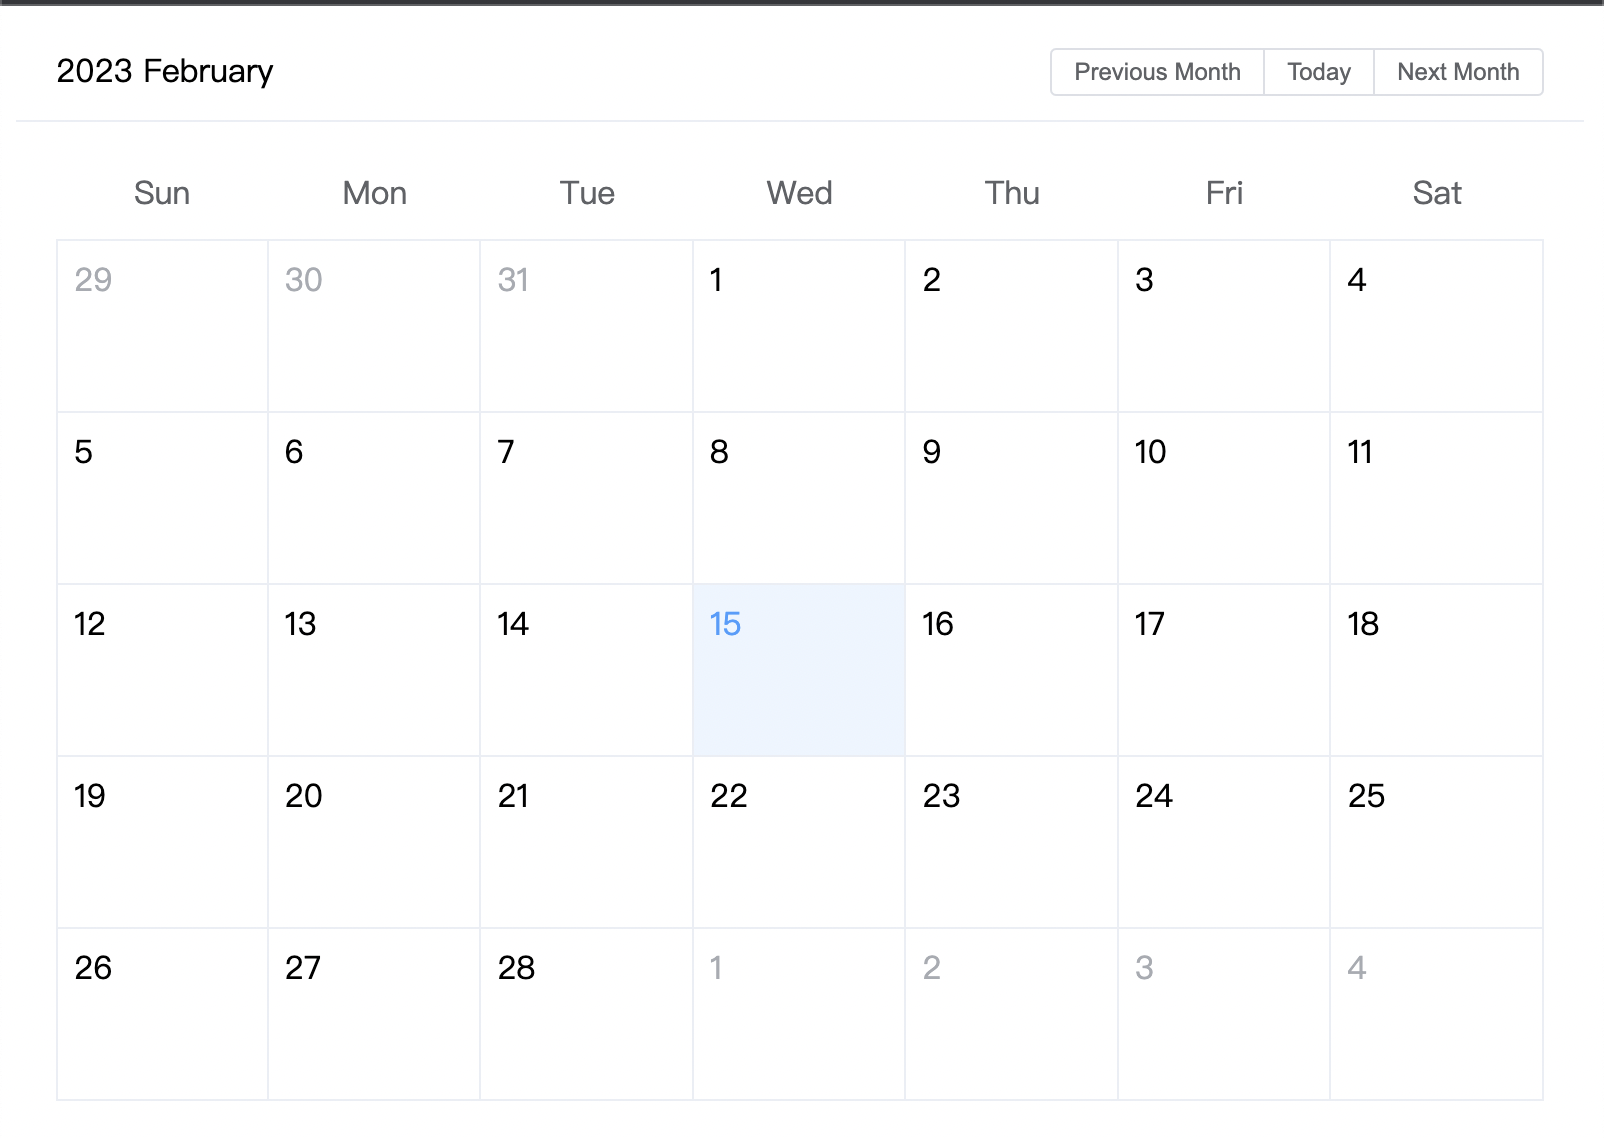 2023 February Previous Month Today Next Month
Sun Mon Tue Wed Thu Fri Sat
29 30 31 1 2 3 4
5 6 7 8 9 10 11
12 13 14 15 16 17 18
19 20 21 22 23 24 25
26 27 28 1 2 3 4